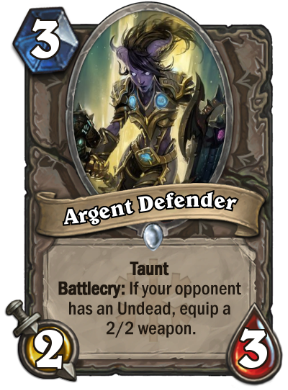 3
Argent Defender
Taunt
Battlecry: If your opponent
has an Undead, equip a
2/2 weapon.
2
3